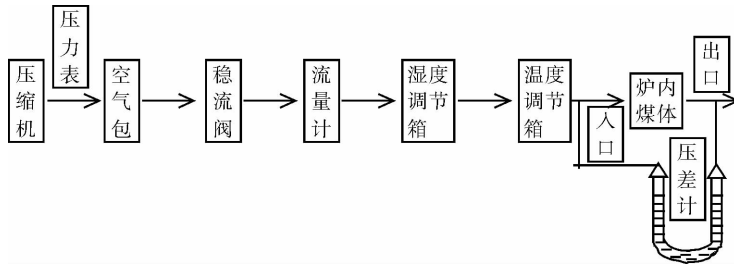 压缩机
压力表
空气包
稳流阀
流量计
湿度
调节
箱
温度
调节
箱
入口
炉内
煤体
出口
压差计